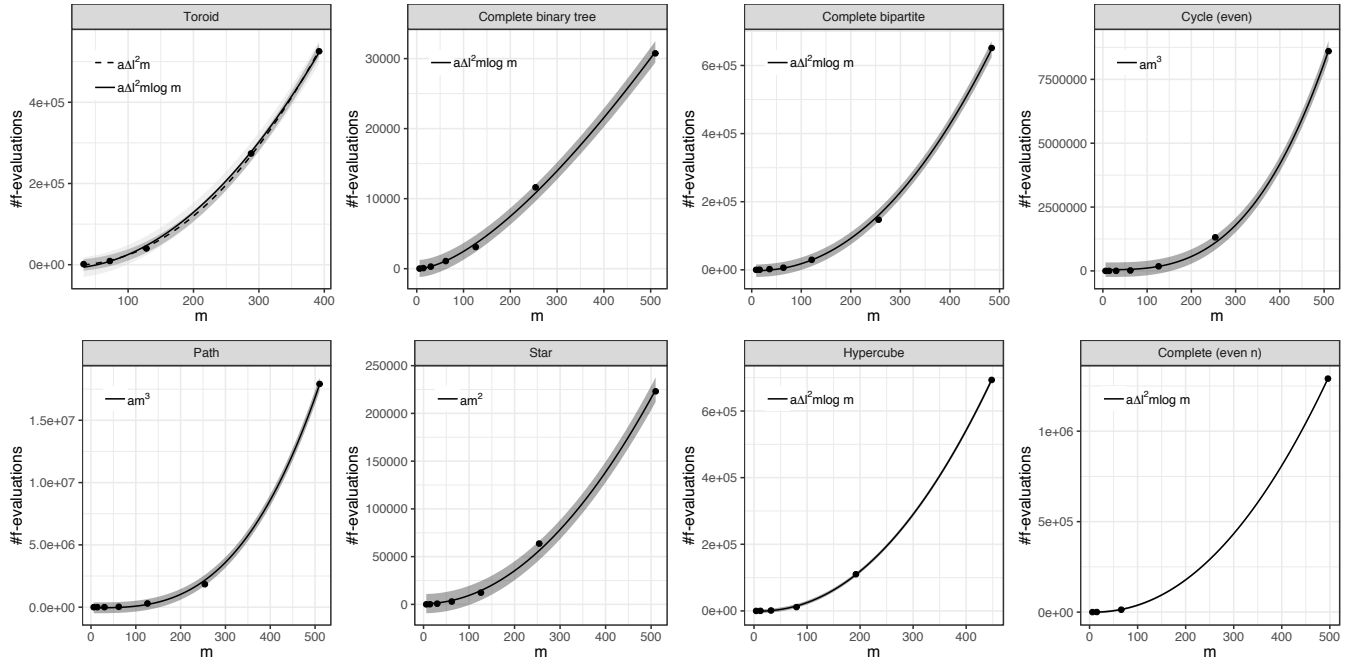 Toroid
aΔl²m
aΔl²mlog m
#f-evaluations
4e+05
2e+05
0e+00
100 200 300 400
m
Complete binary tree
aΔl²mlog m
#f-evaluations
30000
20000
10000
0
0 100 200 300 400 500
m
Complete bipartite
aΔl²mlog m
#f-evaluations
6e+05
4e+05
2e+05
0e+00
0 100 200 300 400 500
m
Cycle (even)
am³
#f-evaluations
7500000
5000000
2500000
0
0 100 200 300 400 500
m
Path
am³
#f-evaluations
1.5e+07
1.0e+07
5.0e+06
0.0e+00
0 100 200 300 400 500
m
Star
am²
#f-evaluations
250000
200000
150000
100000
50000
0
0 100 200 300 400 500
m
Hypercube
aΔl²mlog m
#f-evaluations
6e+05
4e+05
2e+05
0e+00
0 100 200 300 400
m
Complete (even n)
aΔl²mlog m
#f-evaluations
1e+06
5e+05
0e+00
0 100 200 300 400 500
m